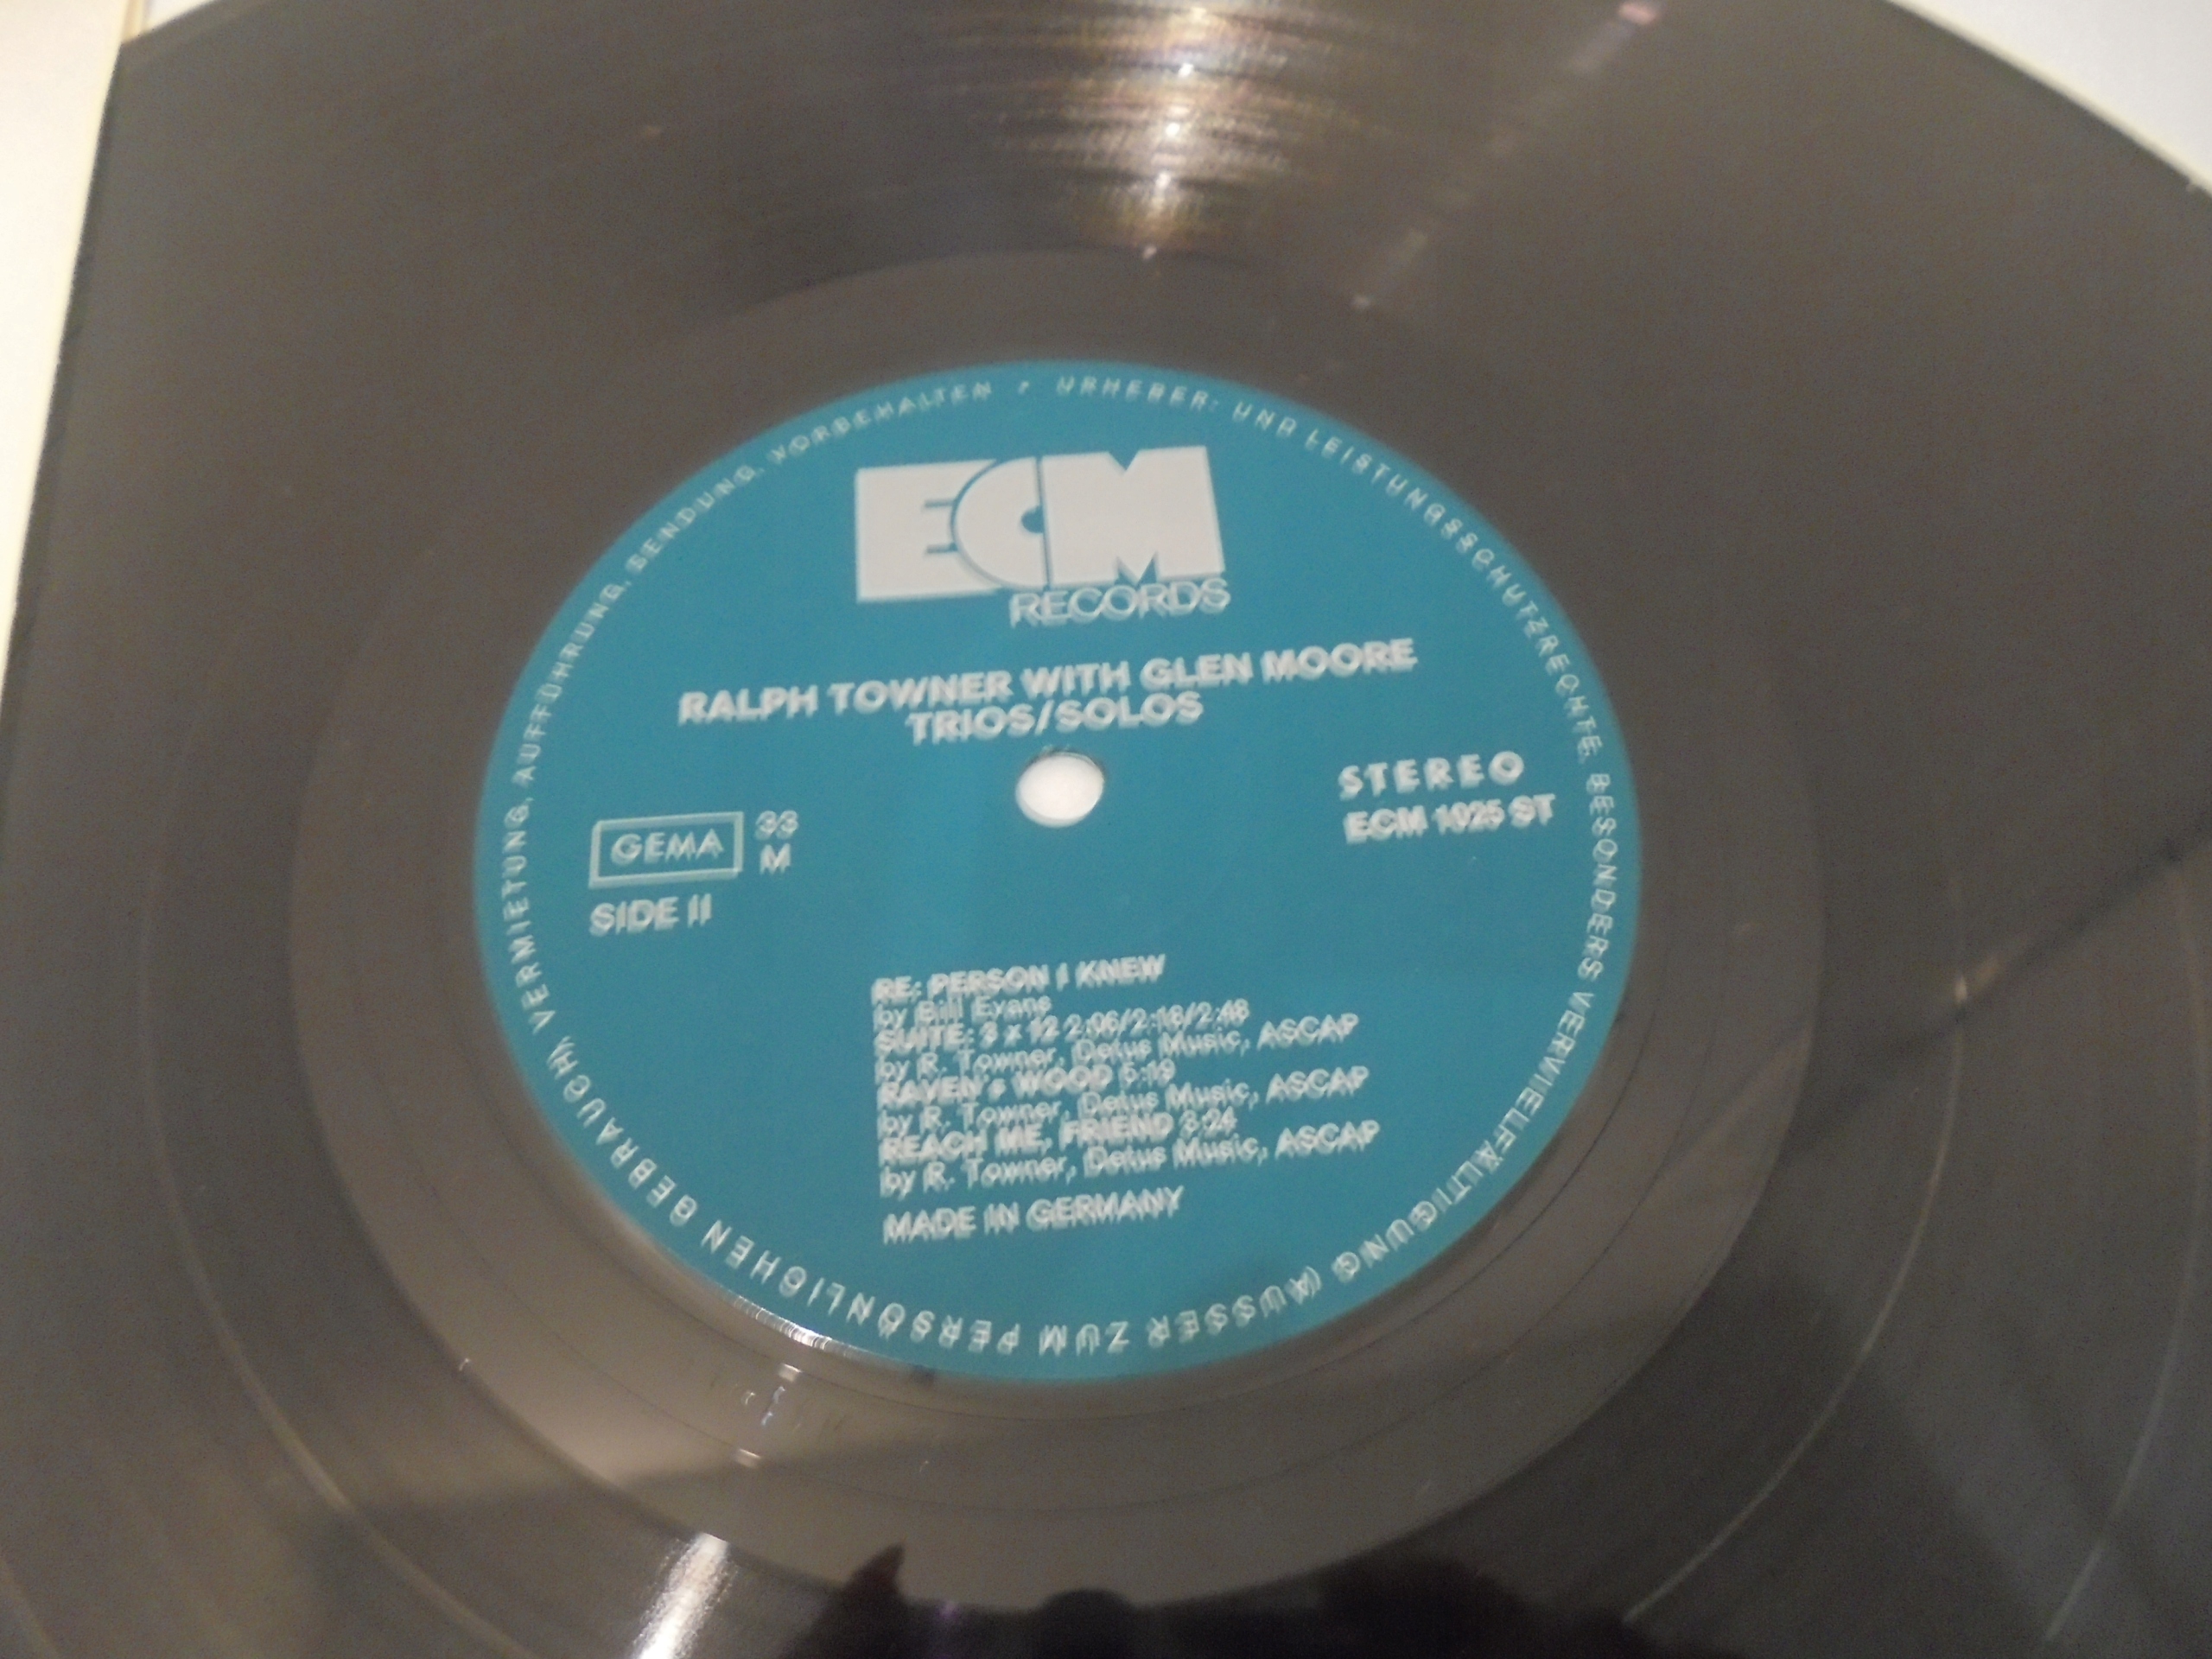 ECM
RECORDS
RALPH TOWNER WITH GLEN MOORE
TRIOS/SOLOS
STEREO
ECM 1025 ST
GEMA
33
M
SIDE II
RE: PERSON I KNEW
by Bill Evans
SUITE: 3 x 12 2:06/2:18/2:48
by R. Towner, Detus Music, ASCAP
RAVEN's WOOD 5:19
by R. Towner, Detus Music, ASCAP
REACH ME, FRIEND 3:24
by R. Towner, Detus Music, ASCAP
MADE IN GERMANY
URHEBER- UND LEISTUNGSSCHUTZRECHTE, BESONDERS VERVIELFÄLTIGUNG (AUSSER ZUM PERSÖNLICHEN GEBRAUCH), VERMIETUNG, AUFFÜHRUNG, SENDUNG, VORBEHALTEN •